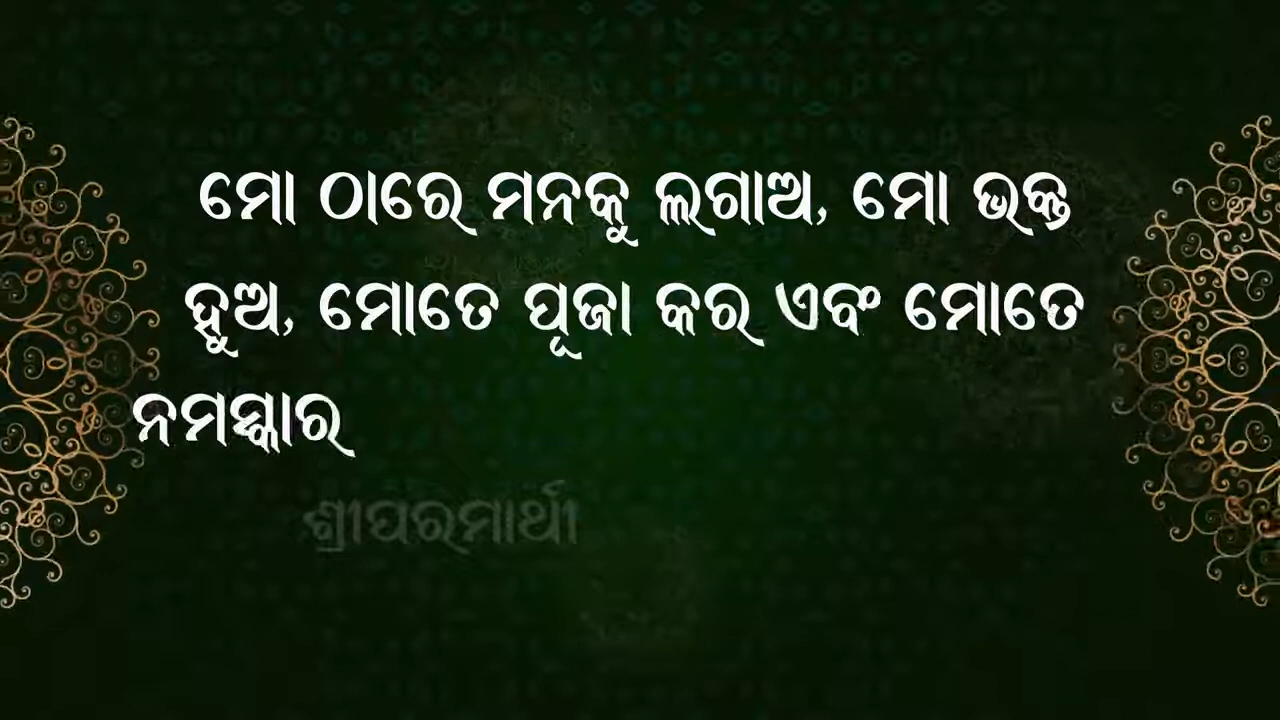 ମୋ ଠାରେ ମନକୁ ଲଗାଅ, ମୋ ଭକ୍ତ
ହୁଅ, ମୋତେ ପୂଜା କର ଏବଂ ମୋତେ
ନମସ୍କାର
ଶ୍ରୀପରମାର୍ଥୀ